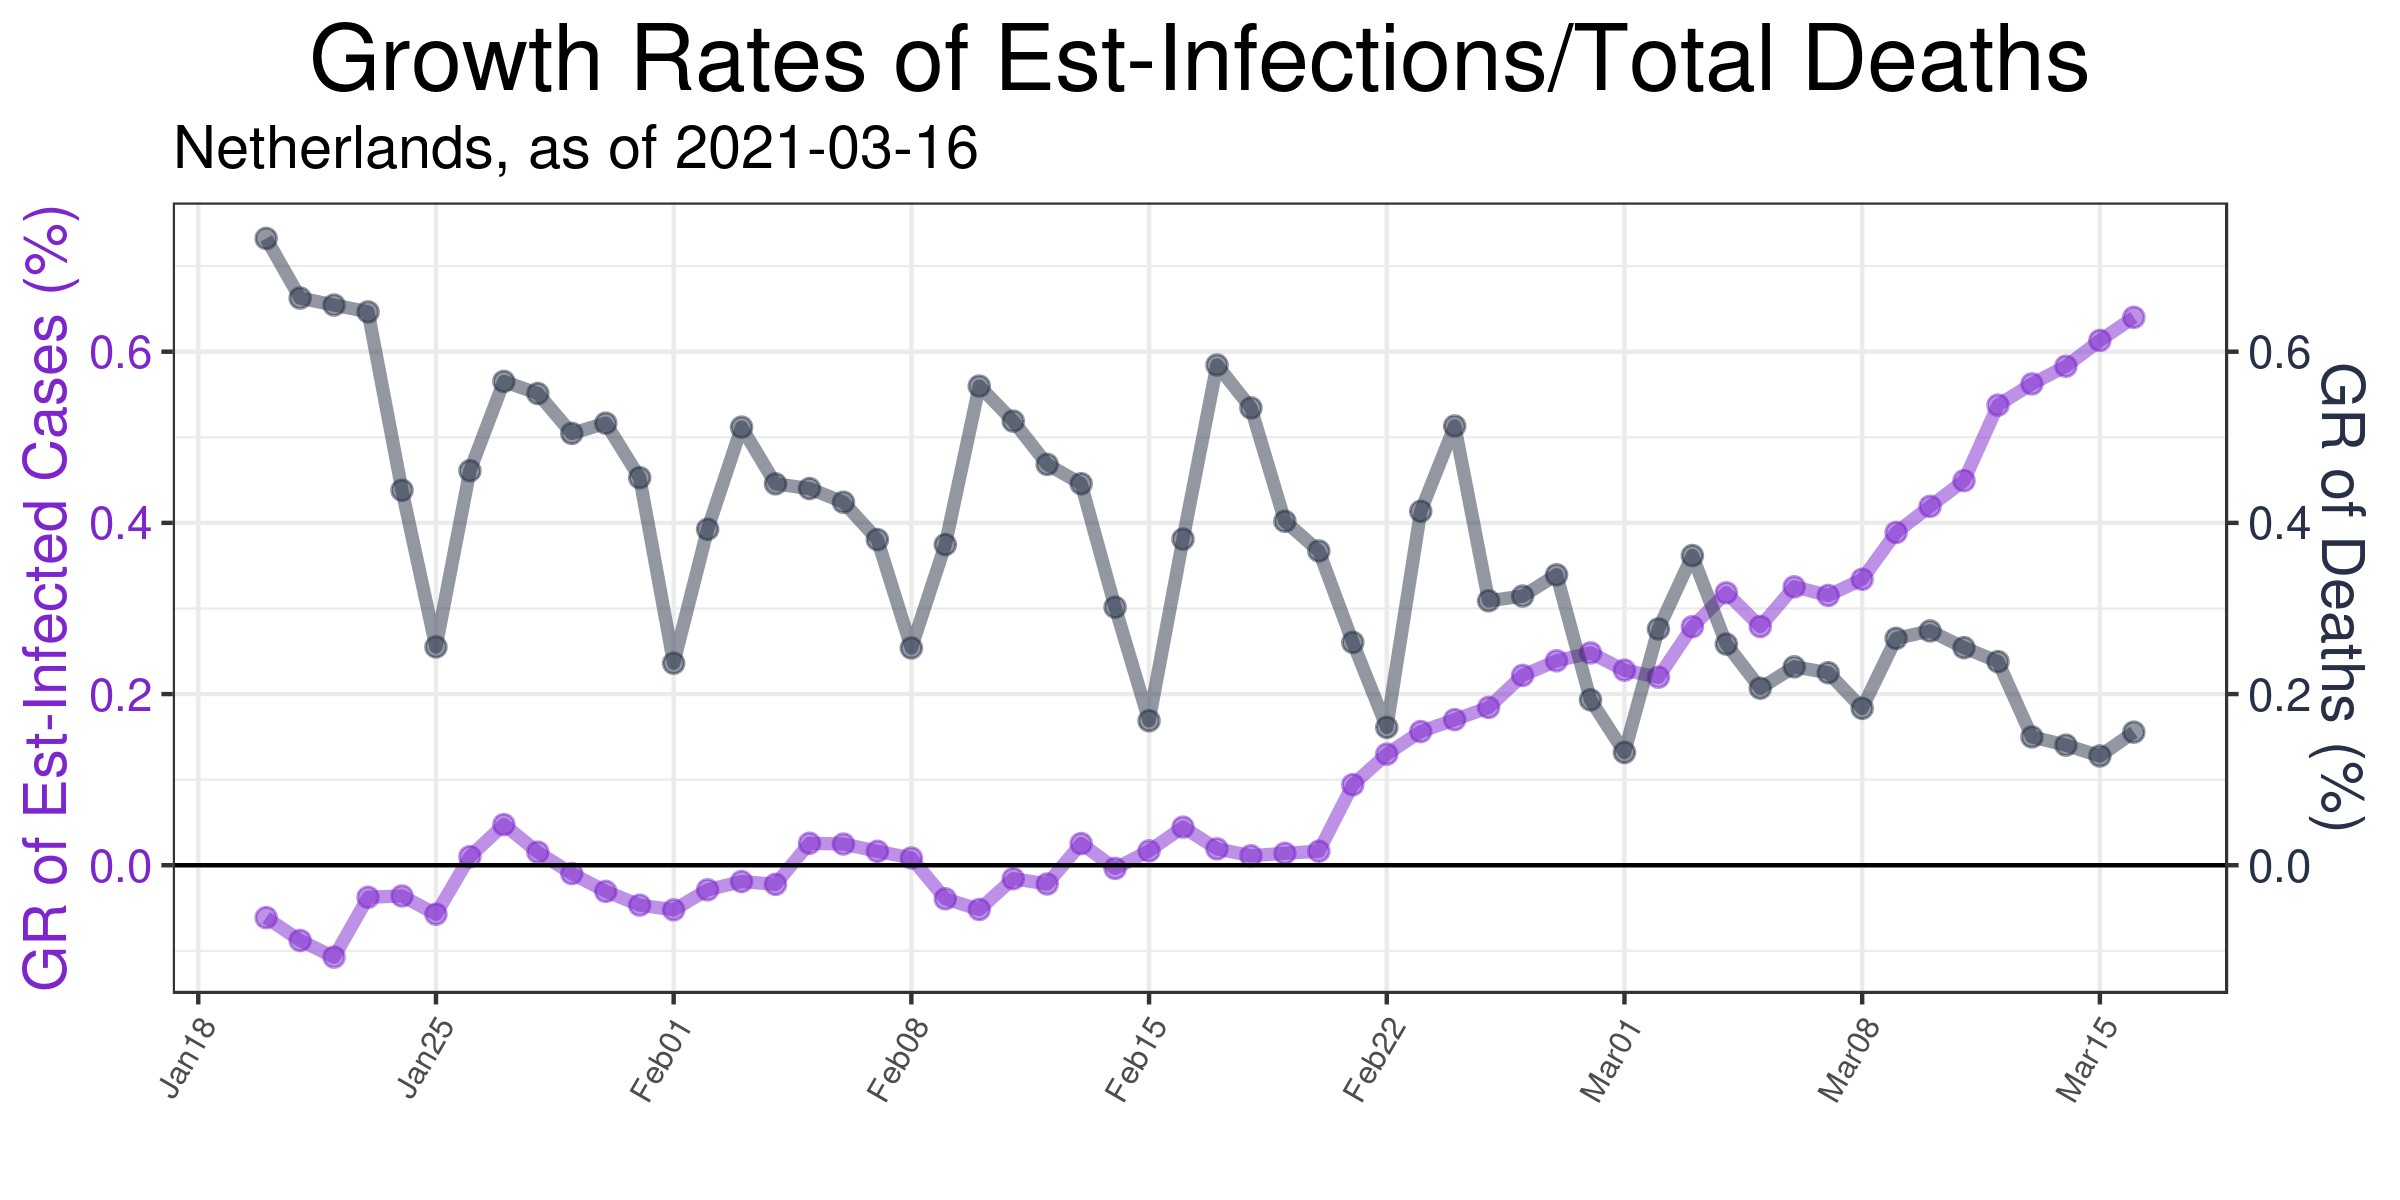 Growth Rates of Est-Infections/Total Deaths
Netherlands, as of 2021-03-16
GR of Est-Infected Cases (%)
0.6
0.4
0.2
0.0
0.6
0.4
0.2
0.0
GR of Deaths (%)
Jan18
Jan25
Feb01
Feb08
Feb15
Feb22
Mar01
Mar08
Mar15